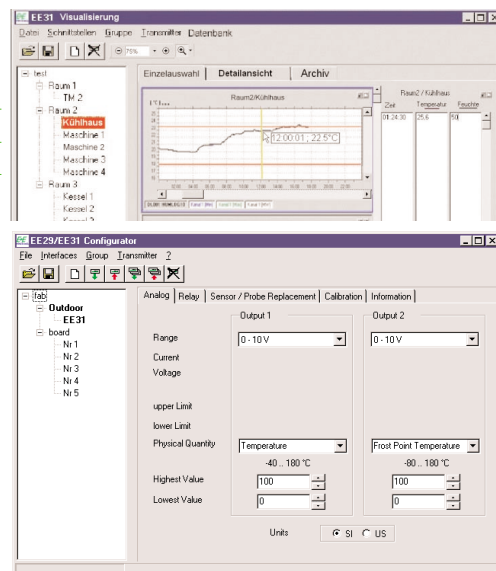 EE31 Visualisierung
Datei Schnittstellen Gruppe Transmitter Datenbank
75%
test
Raum 1
TM 2
Raum 2
Kühlhaus
Maschine 1
Maschine 2
Maschine 3
Maschine 4
Raum 3
Kessel 1
Kessel 2
Einzelauswahl Detailansicht Archiv
Raum2/Kühlhaus
12:00:01 ; 22.5°C
Raum2 / Kühlhaus
Zeit Temperatur Feuchte
01:24:30 25,6 50
EE29/EE31 Configurator
File Interfaces Group Transmitter ?
fab
Outdoor
EE31
board
Nr 1
Nr 2
Nr 3
Nr 4
Nr 5
Analog Relay Sensor / Probe Replacement Calibration Information
Output 1 Output 2
Range 0 - 10 V 0 - 10 V
Current
Voltage
upper Limit
lower Limit
Physical Quantity Temperature Frost Point Temperature
-40 .. 180 °C -80 .. 180 °C
Highest Value 100 100
Lowest Value 0 0
Units SI US